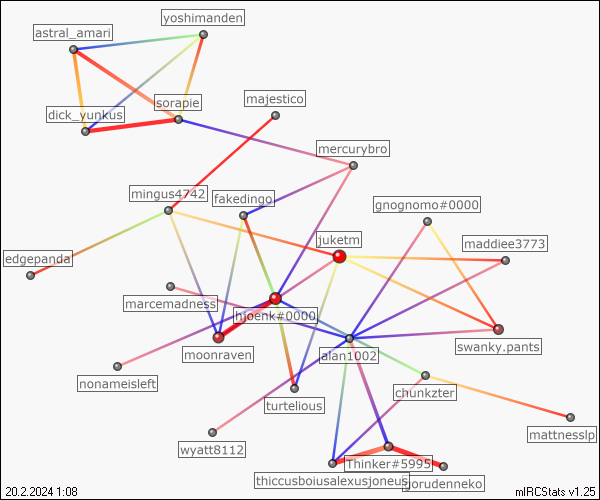 yoshimanden
astral_amari
majestico
sorapie
dick_yunkus
mercurybro
mingus4742
fakedingo
gnognomo#0000
juketm
maddiee3773
edgepanda
marcemadness
hjoenk#0000
swanky.pants
moonraven
alan1002
nonameisleft
chunkzter
turtelious
mattnesslp
wyatt8112
Thinker#5995
thiccusboiusalexusjoneus
gorudenneko
20.2.2024 1:08
mIRCStats v1.25